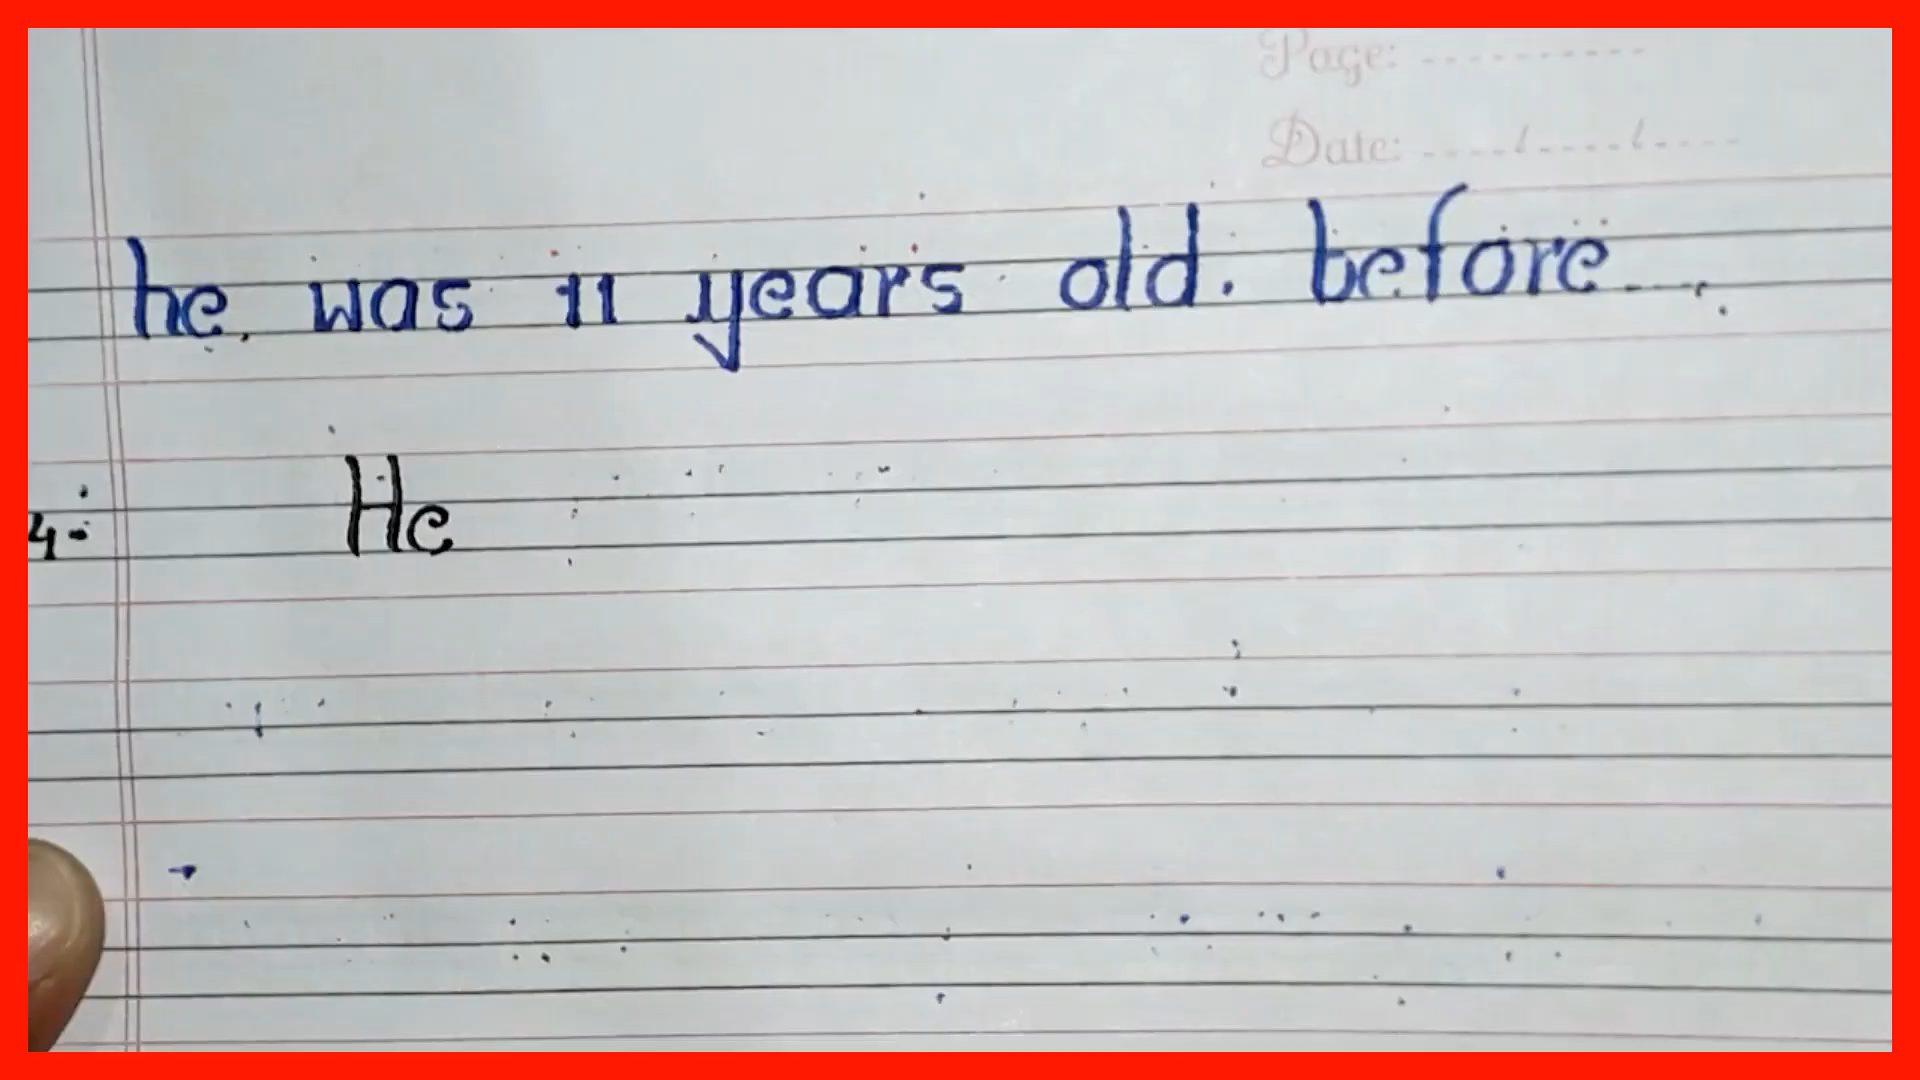 Page: ----------
Date: ----/----/----
he was 11 years old. before
4- He